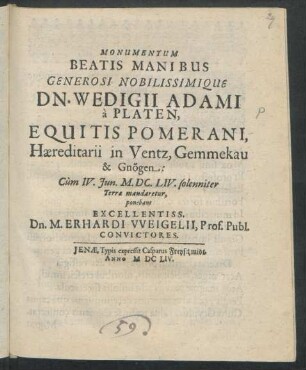 MONUMENTUM
BEATIS MANIBUS
GENEROSI NOBILISSIMIQUE
DN. WEDIGII ADAMI
à PLATEN,
EQUITIS POMERANI,
Hæreditarii in Ventz, Gemmekau
& Gnögen
Cùm IV. Jun. M. DC. LIV. solenniter
Terræ mandaretur,
ponebant
EXCELLENTISS.
Dn. M. ERHARDI VVEIGELII, Prof. Publ.
CONVICTORES.
JENÆ, Typis expressit Casparus Freyschmidt
Anno M DC LIV.
59.